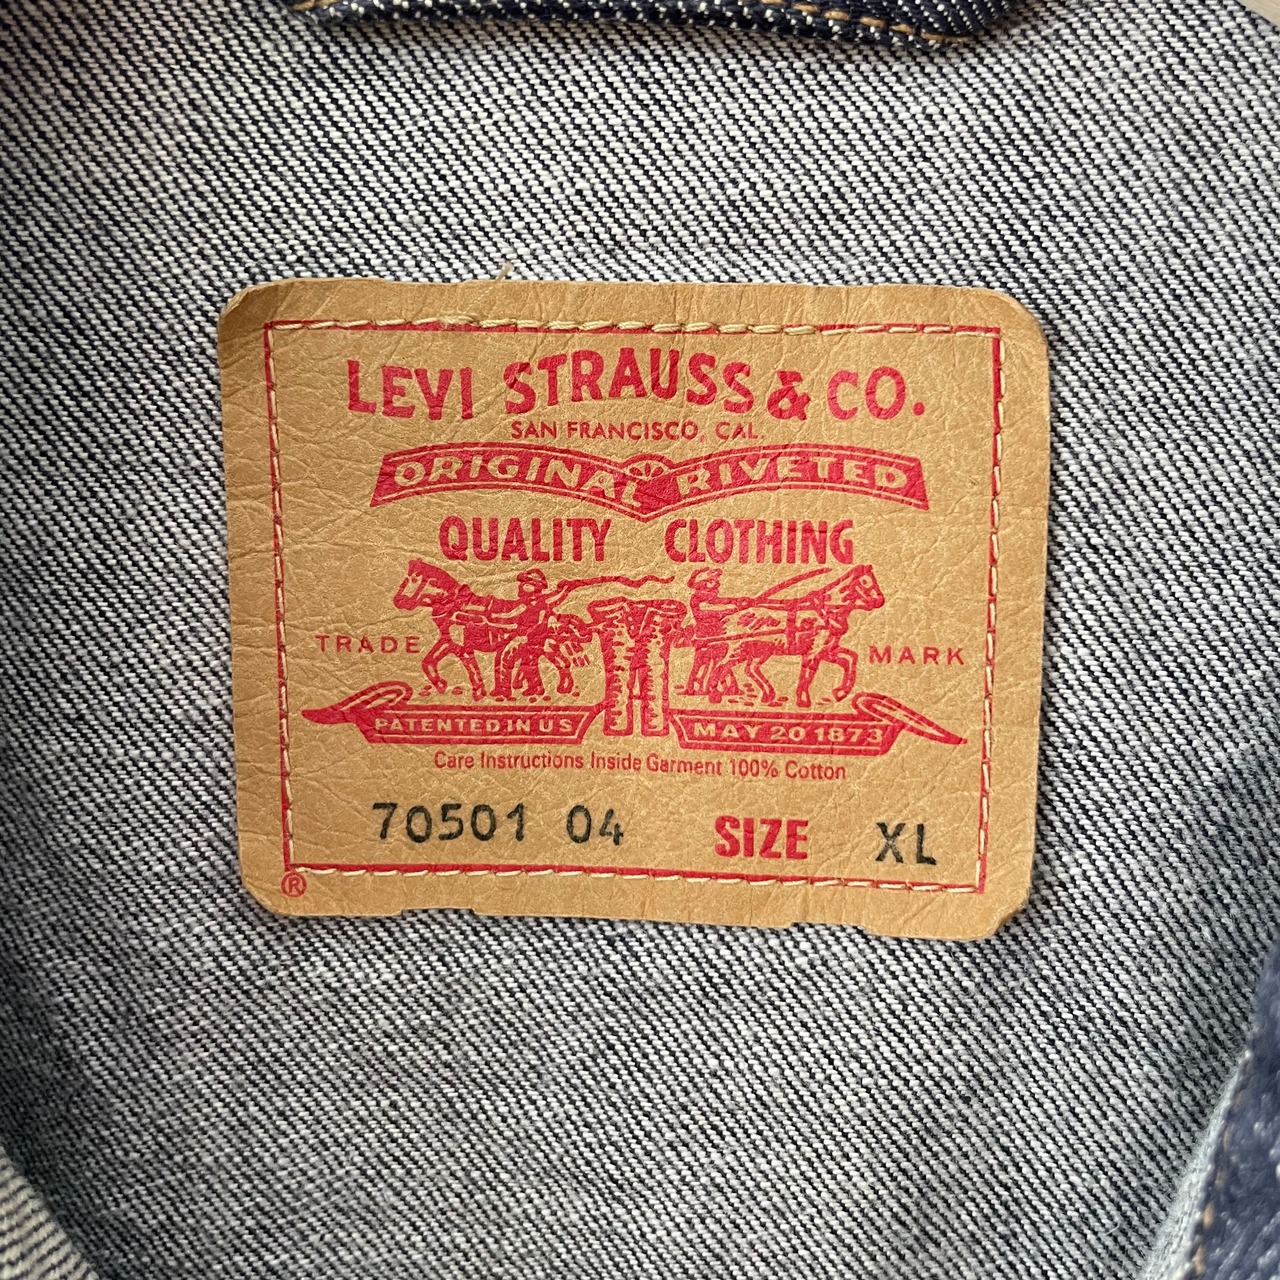 LEVI STRAUSS & CO.
SAN FRANCISCO, CAL.
ORIGINAL RIVETED
QUALITY CLOTHING
TRADE MARK
PATENTED IN US MAY 20 1873
Care Instructions Inside Garment 100% Cotton
70501 04 SIZE XL
®